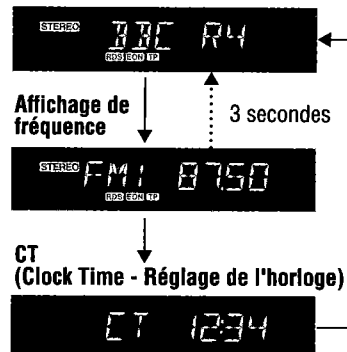 STEREO BBC R4
RDS EON TP
Affichage de
fréquence
3 secondes
STEREO FM1 87.50
RDS EON TP
CT
(Clock Time - Réglage de l'horloge)
CT 12:34